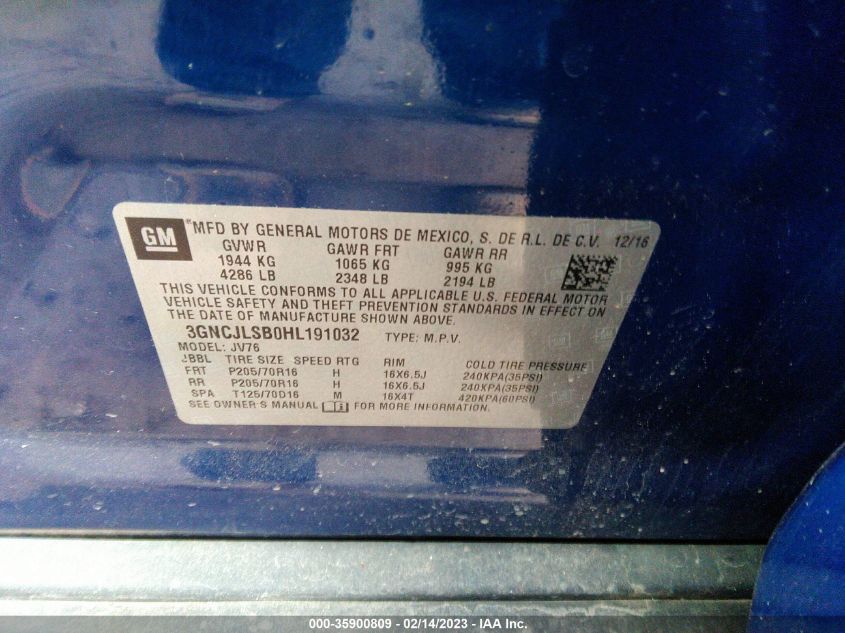 GM
®MFD BY GENERAL MOTORS DE MEXICO, S. DE R.L. DE C.V. 12/16
GVWR GAWR FRT GAWR RR
1944 KG 1065 KG 995 KG
4286 LB 2348 LB 2194 LB
THIS VEHICLE CONFORMS TO ALL APPLICABLE U.S. FEDERAL MOTOR
VEHICLE SAFETY AND THEFT PREVENTION STANDARDS IN EFFECT ON
THE DATE OF MANUFACTURE SHOWN ABOVE.
3GNCJLSB0HL191032 TYPE: M.P.V.
MODEL: JV76
JBBL TIRE SIZE SPEED RTG RIM COLD TIRE PRESSURE
FRT P205/70R16 H 16X6.5J 240KPA(35PSI)
RR P205/70R16 H 16X6.5J 240KPA(35PSI)
SPA T125/70D16 M 16X4T 420KPA(60PSI)
SEE OWNER'S MANUAL FOR MORE INFORMATION.
000-35900809 - 02/14/2023 - IAA Inc.